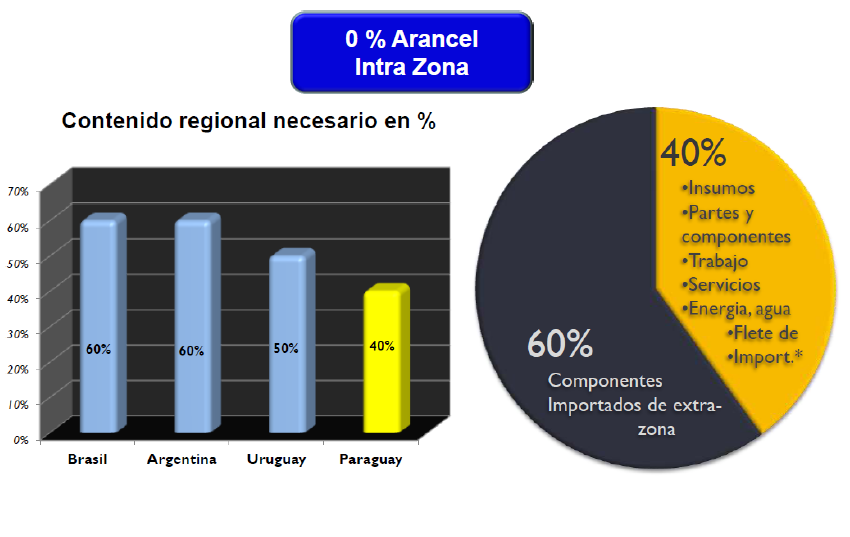 0 % Arancel
Intra Zona
Contenido regional necesario en %
70%
60%
50%
40%
30%
20%
10%
0%
60%
60%
50%
40%
Brasil
Argentina
Uruguay
Paraguay
40%
•Insumos
•Partes y
componentes
•Trabajo
•Servicios
•Energia, agua
•Flete de
•Import.*
60%
Componentes
Importados de extra-
zona